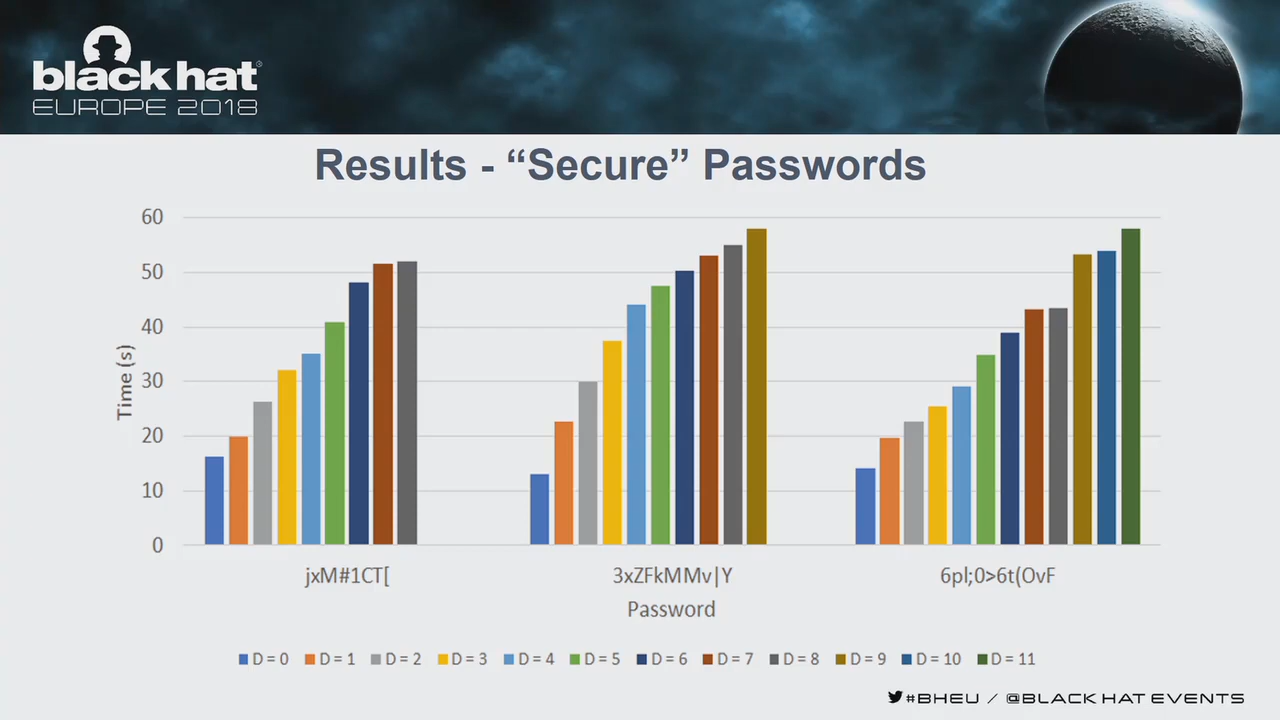 black hat®
EUROPE 2018
Results - “Secure” Passwords
60
50
40
30
20
10
0
Time (s)
jxM#1CT[ 3xZFkMMv|Y 6pl;0>6t(OvF
Password
D = 0 D = 1 D = 2 D = 3 D = 4 D = 5 D = 6 D = 7 D = 8 D = 9 D = 10 D = 11
#BHEU / @BLACK HAT EVENTS